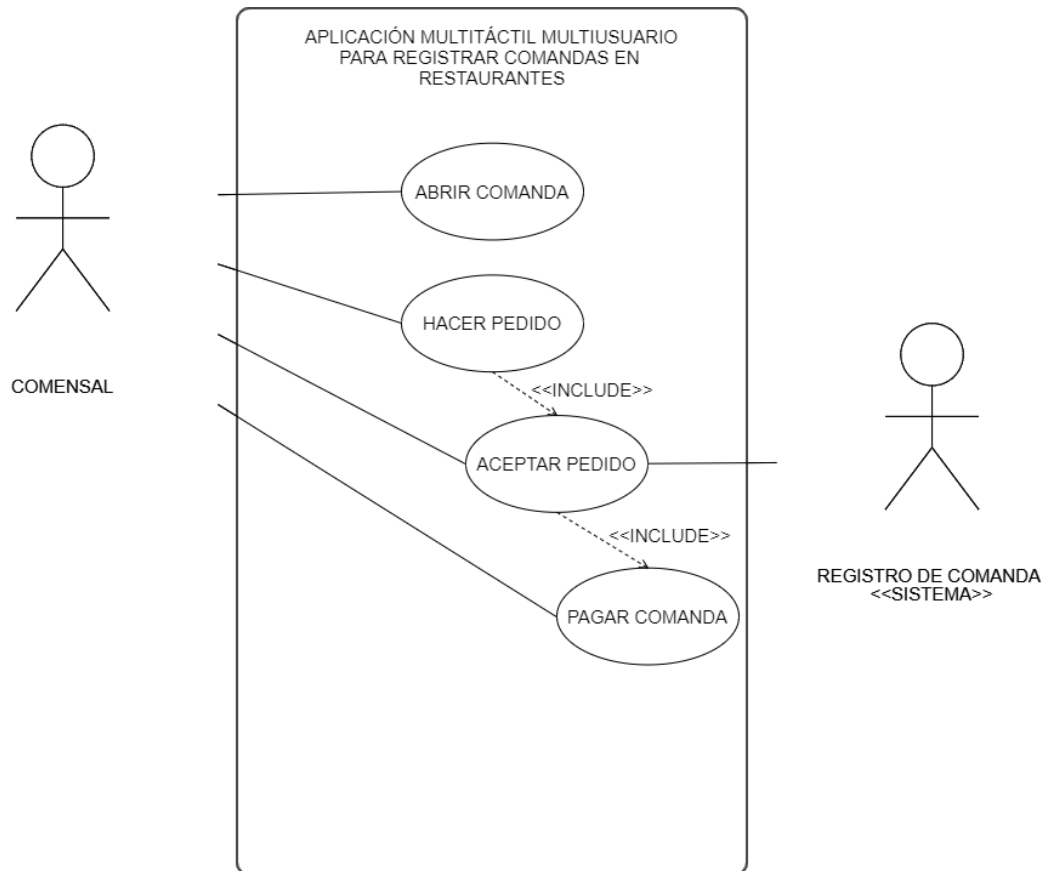 APLICACIÓN MULTITÁCTIL MULTIUSUARIO
PARA REGISTRAR COMANDAS EN
RESTAURANTES
ABRIR COMANDA
HACER PEDIDO
COMENSAL
<<INCLUDE>>
ACEPTAR PEDIDO
<<INCLUDE>>
REGISTRO DE COMANDA
<<SISTEMA>>
PAGAR COMANDA